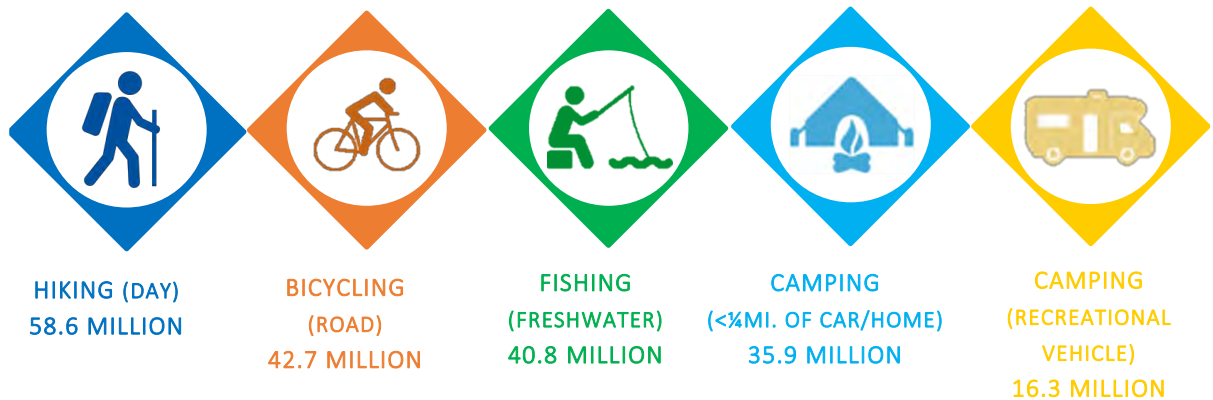 HIKING (DAY)
58.6 MILLION
BICYCLING
(ROAD)
42.7 MILLION
FISHING
(FRESHWATER)
40.8 MILLION
CAMPING
(<¼MI. OF CAR/HOME)
35.9 MILLION
CAMPING
(RECREATIONAL
VEHICLE)
16.3 MILLION